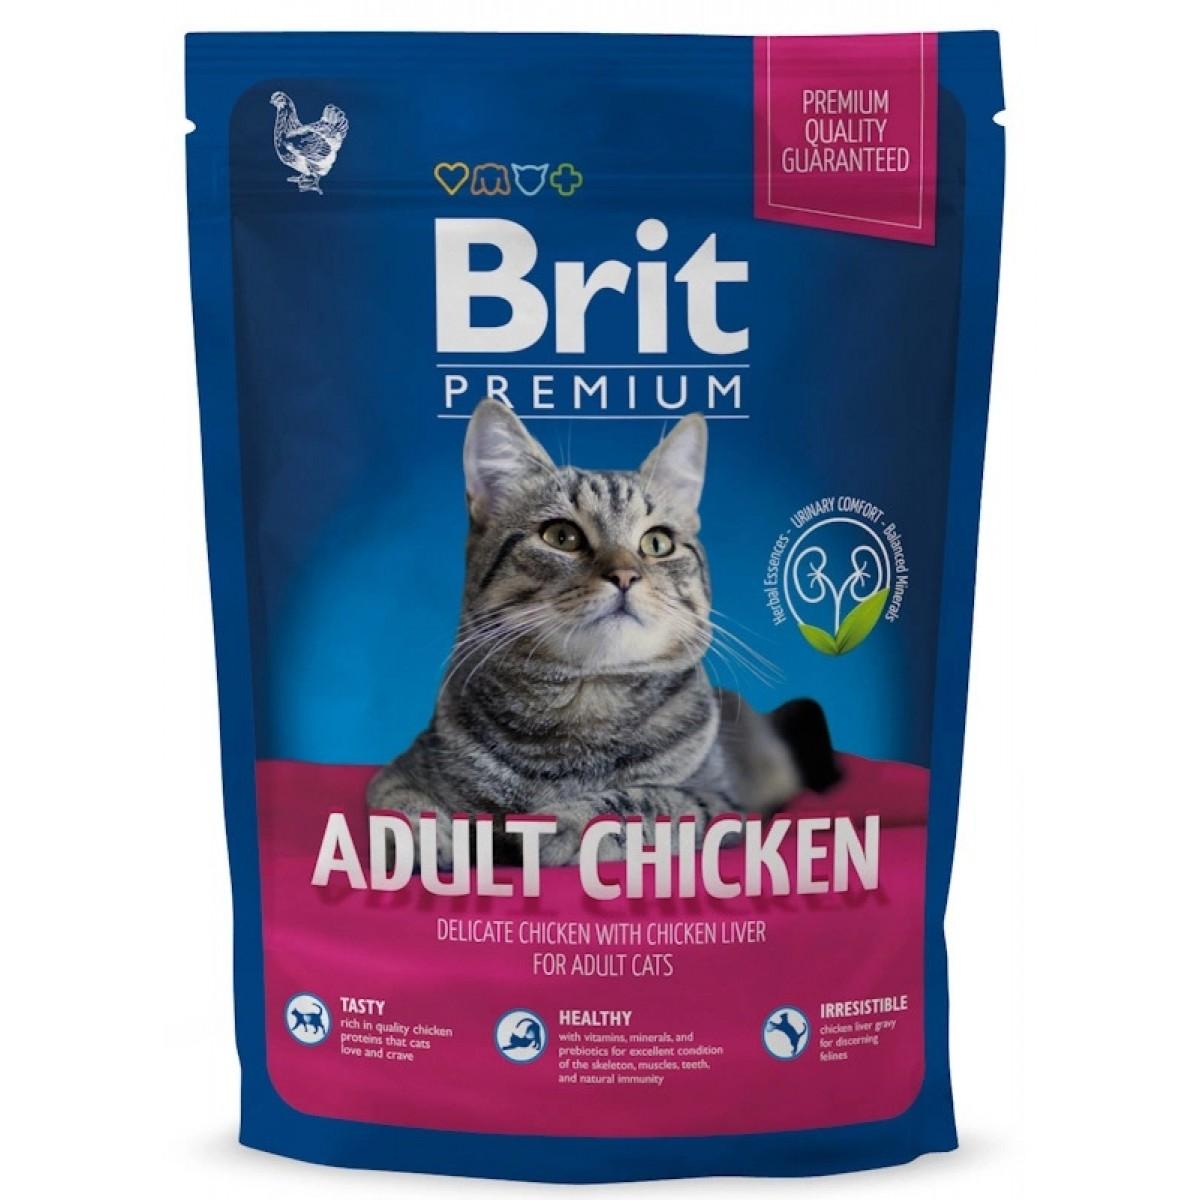 PREMIUM
QUALITY
GUARANTEED
Brit
PREMIUM
Herbal Essences - URINARY COMFORT - Balanced Minerals
ADULT CHICKEN
DELICATE CHICKEN WITH CHICKEN LIVER
FOR ADULT CATS
TASTY
rich in quality chicken
proteins that cats
love and crave
HEALTHY
with vitamins, minerals, and
prebiotics for excellent condition
of the skeleton, muscles, teeth,
and natural immunity
IRRESISTIBLE
chicken liver gravy
for discerning
felines